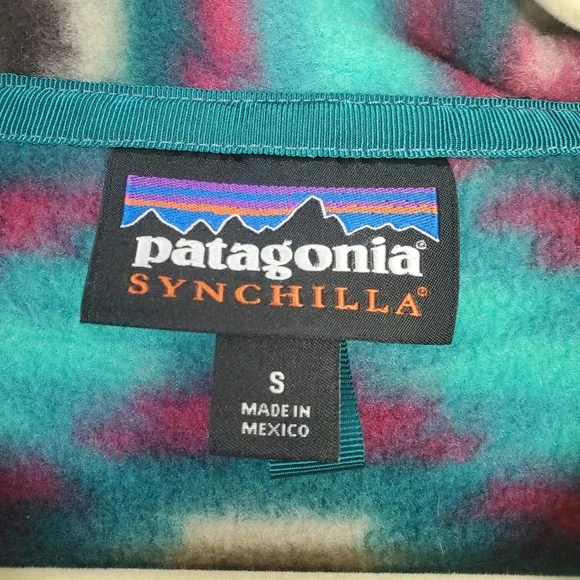 patagonia®
SYNCHILLA®
S
MADE IN
MEXICO